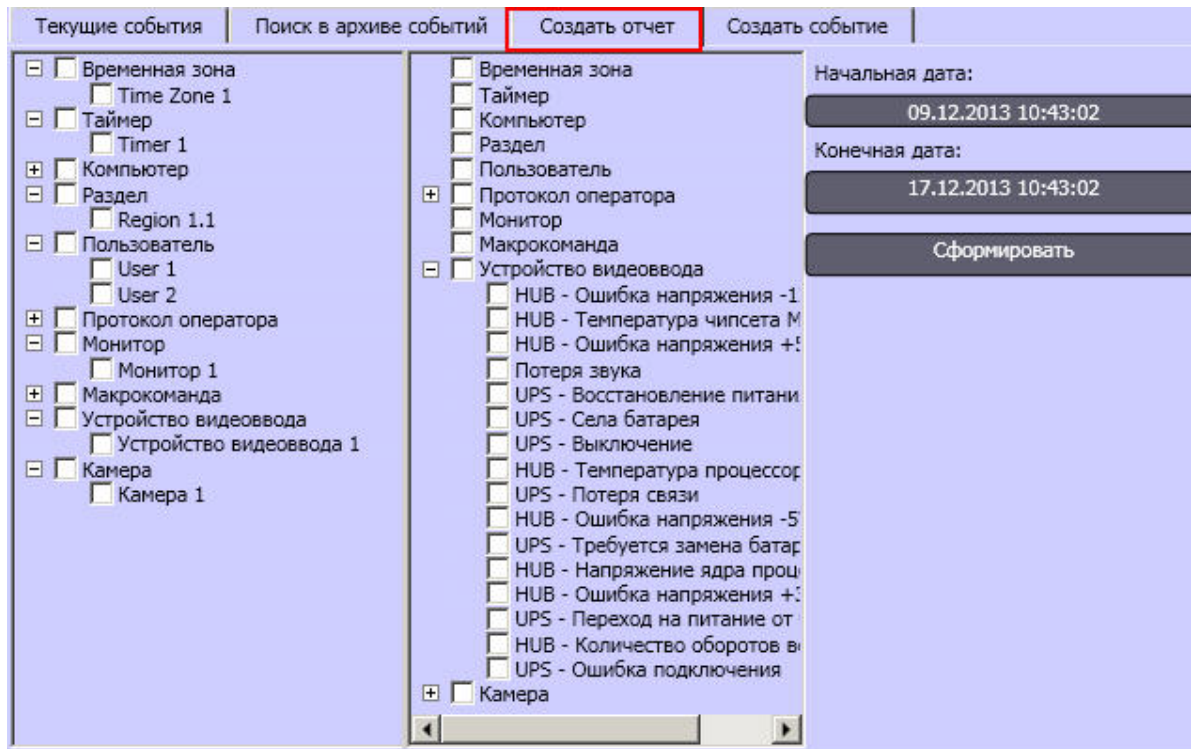 Текущие события
Поиск в архиве событий
Создать отчет
Создать событие
Временная зона
Time Zone 1
Таймер
Timer 1
Компьютер
Раздел
Region 1.1
Пользователь
User 1
User 2
Протокол оператора
Монитор
Монитор 1
Макрокоманда
Устройство видеоввода
Устройство видеоввода 1
Камера
Камера 1
Временная зона
Таймер
Компьютер
Раздел
Пользователь
Протокол оператора
Монитор
Макрокоманда
Устройство видеоввода
HUB - Ошибка напряжения -1
HUB - Температура чипсета
HUB - Ошибка напряжения
Потеря звука
UPS - Восстановление питани
UPS - Села батарея
UPS - Выключение
HUB - Температура процессор
UPS - Потеря связи
HUB - Ошибка напряжения -5
UPS - Требуется замена батар
HUB - Напряжение ядра проц
HUB - Ошибка напряжения
UPS - Переход на питание от
HUB - Количество оборотов
UPS - Ошибка подключения
Камера
Начальная дата:
09.12.2013 10:43:02
Конечная дата:
17.12.2013 10:43:02
Сформировать